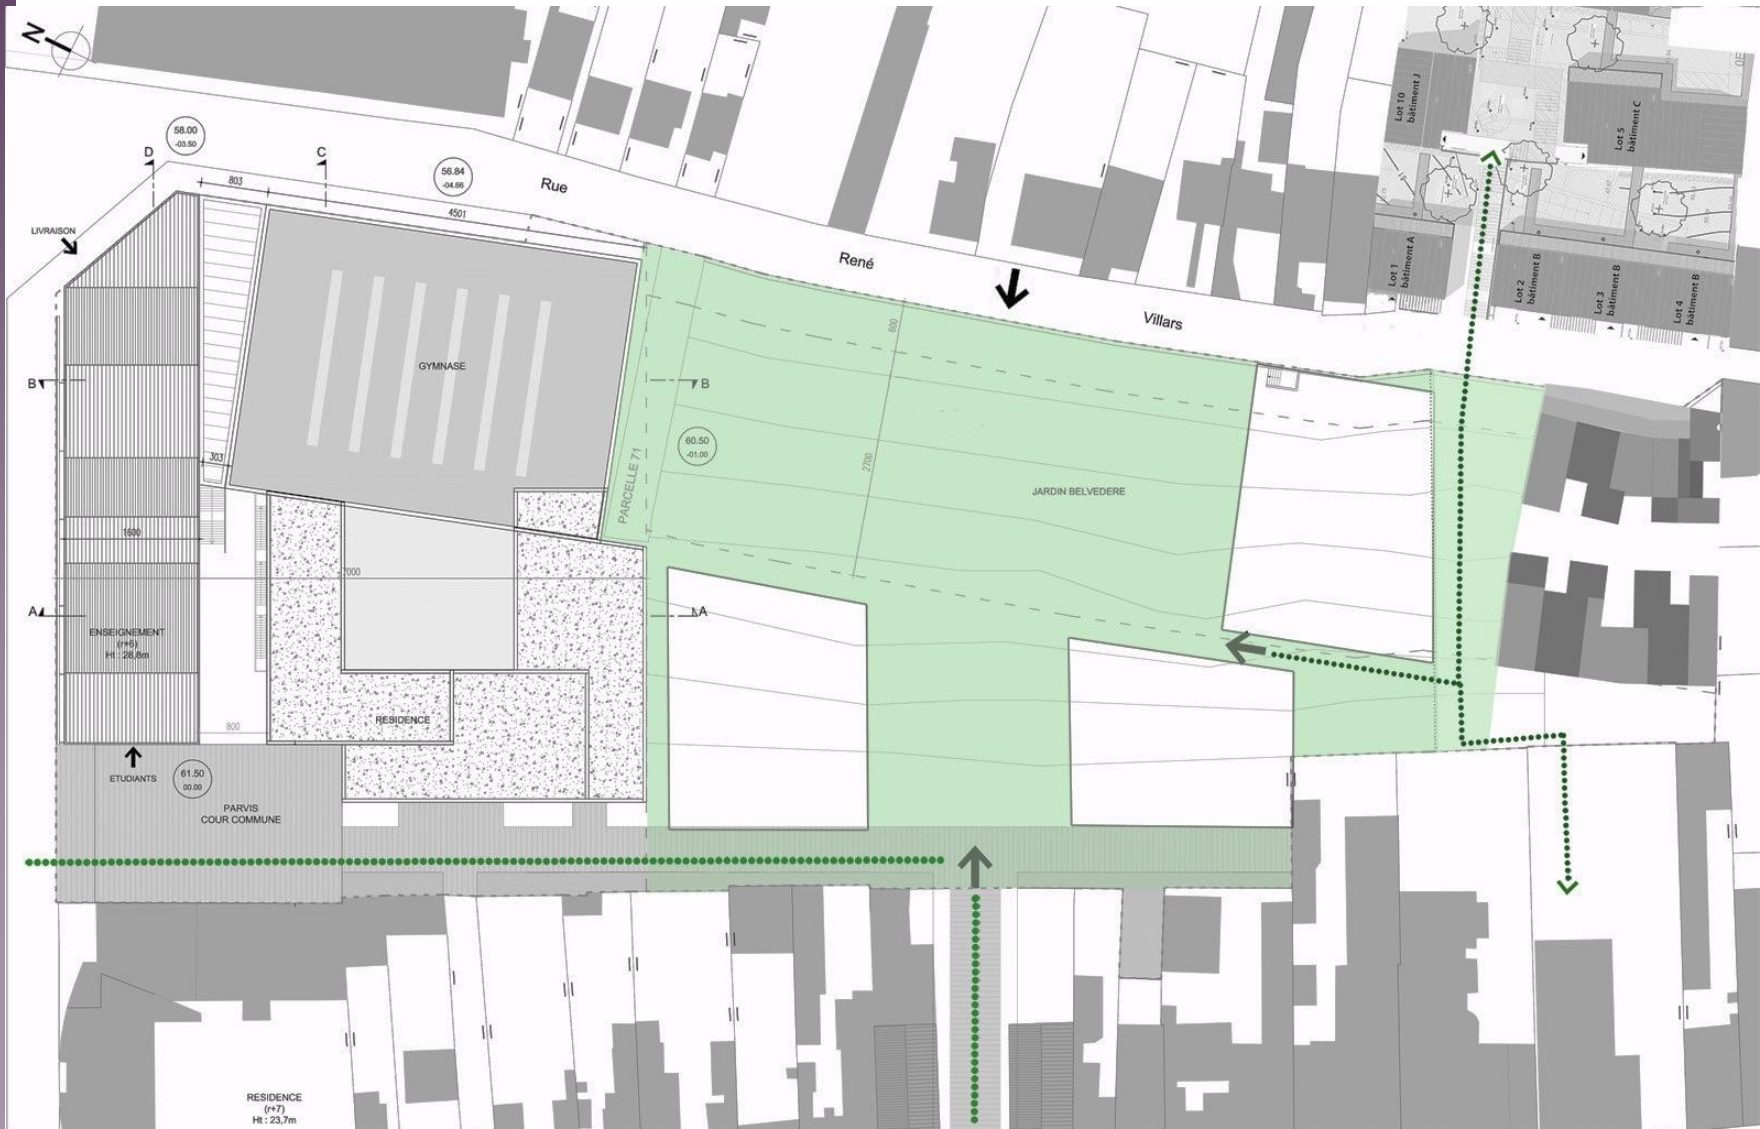 N
58.00
-03.50
D
C
56.84
-04.66
Rue
803
4501
LIVRAISON
René
Villars
Lot 10
bâtiment J
Lot 5
bâtiment C
Lot 1
bâtiment A
Lot 2
bâtiment B
Lot 3
bâtiment B
Lot 4
bâtiment B
600
GYMNASE
B
B
60.50
-01.00
303
2700
PARCELLE 71
JARDIN BELVEDERE
1600
7000
A
A
ENSEIGNEMENT
(r+6)
Ht : 28,8m
RESIDENCE
800
ETUDIANTS
61.50
00.00
PARVIS
COUR COMMUNE
RESIDENCE
(r+7)
Ht : 23,7m